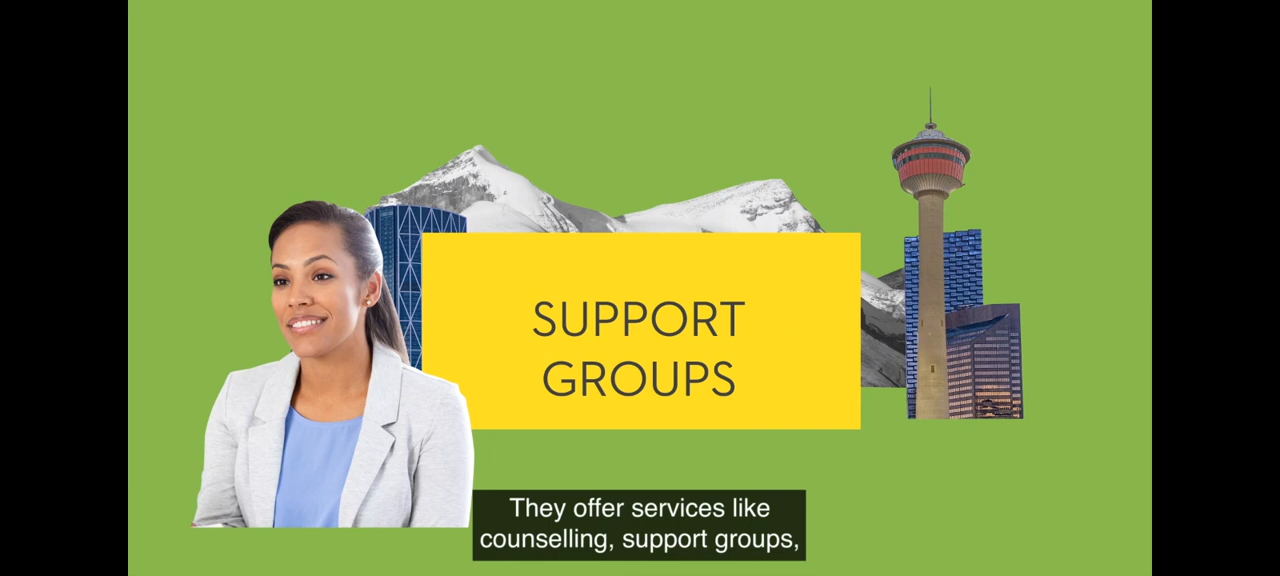 SUPPORT
GROUPS
They offer services like
counselling, support groups,